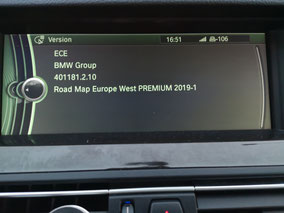 Version 16:51 -106
ECE
BMW Group
401181.2.10
Road Map Europe West PREMIUM 2019-1